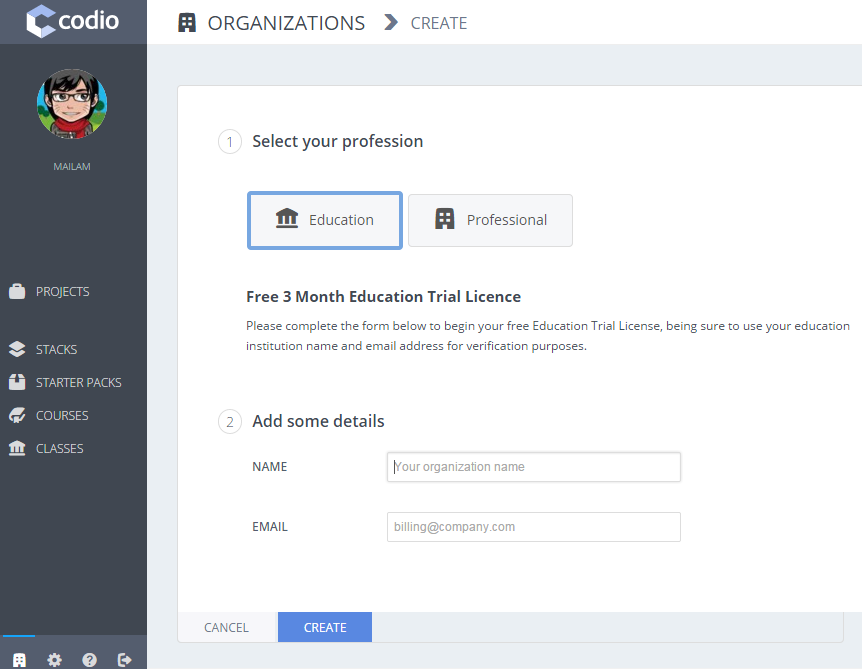 codio
ORGANIZATIONS CREATE
MAILAM
PROJECTS
STACKS
STARTER PACKS
COURSES
CLASSES
1 Select your profession
Education Professional
Free 3 Month Education Trial Licence
Please complete the form below to begin your free Education Trial License, being sure to use your education
institution name and email address for verification purposes.
2 Add some details
NAME Your organization name
EMAIL billing@company.com
CANCEL CREATE